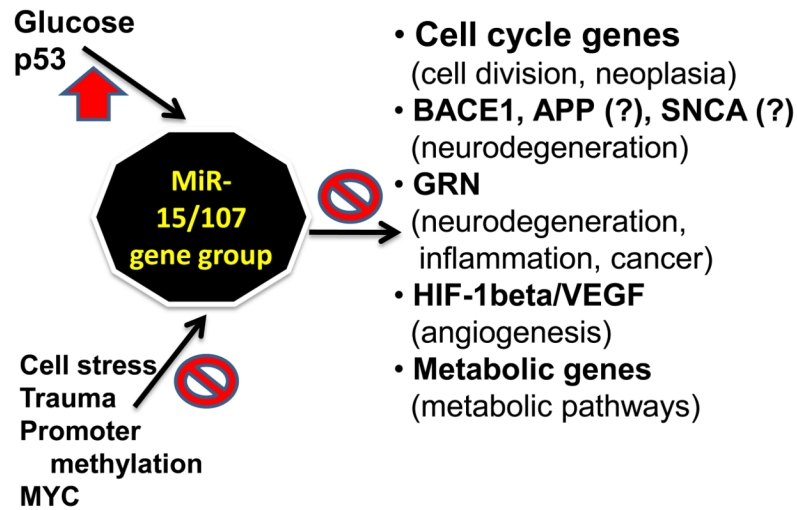 Glucose
p53
MiR-
15/107
gene group
Cell stress
Trauma
Promoter
methylation
MYC
• Cell cycle genes
(cell division, neoplasia)
• BACE1, APP (?), SNCA (?)
(neurodegeneration)
• GRN
(neurodegeneration,
inflammation, cancer)
• HIF-1beta/VEGF
(angiogenesis)
• Metabolic genes
(metabolic pathways)